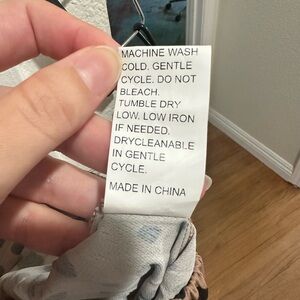 MACHINE WASH
COLD. GENTLE
CYCLE. DO NOT
BLEACH.
TUMBLE DRY
LOW. LOW IRON
IF NEEDED.
DRYCLEANABLE
IN GENTLE
CYCLE.
MADE IN CHINA